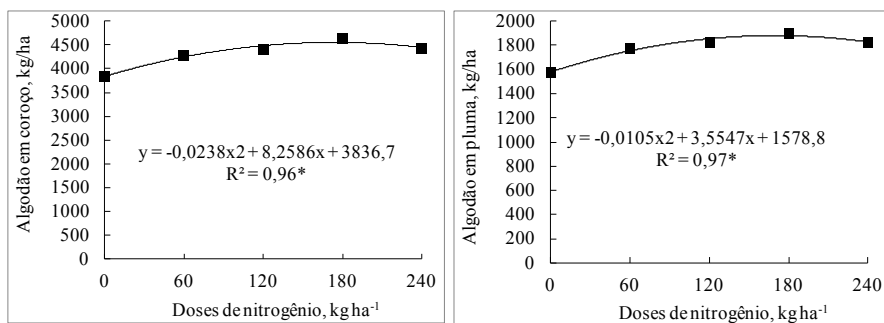 Algodão em coroço, kg/ha
5000
4500
4000
3500
3000
2500
2000
1500
1000
500
0
y = -0,0238x2 + 8,2586x + 3836,7
R² = 0,96*
0 60 120 180 240
Doses de nitrogênio, kg ha⁻¹
Algodão em pluma, kg/ha
2000
1800
1600
1400
1200
1000
800
600
400
200
0
y = -0,0105x2 + 3,5547x + 1578,8
R² = 0,97*
0 60 120 180 240
Doses de nitrogênio, kg ha⁻¹